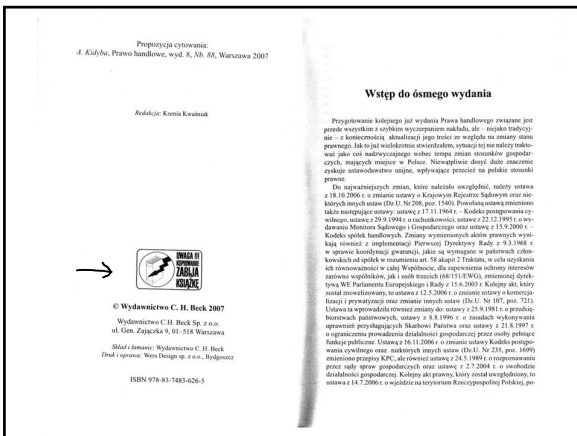 Propozycja cytowania:
A. Kidyba, Prawo handlowe, wyd. 8, Nb. 88, Warszawa 2007
Redakcja: Ksenia Kwaśniak
UWAGA !!!
KOPIOWANIE
ZABIJA
KSIĄŻKĘ
© Wydawnictwo C. H. Beck 2007
Wydawnictwo C.H. Beck Sp. z o.o.
ul. Gen. Zajączka 9, 01–518 Warszawa
Skład i łamanie: Wydawnictwo C. H. Beck
Druk i oprawa: Wers Design sp. z o.o., Bydgoszcz
ISBN 978-83-7483-626-5
Wstęp do ósmego wydania
Przygotowanie kolejnego już wydania Prawa handlowego związane jest
przede wszystkim z szybkim wyczerpaniem nakładu, ale – niejako tradycyj-
nie – z koniecznością aktualizacji jego treści ze względu na zmiany stanu
prawnego. Jak to już wielokrotnie stwierdzałem, sytuacji tej nie należy trakto-
wać jako coś nadzwyczajnego wobec tempa zmian stosunków gospodar-
czych, mających miejsce w Polsce. Niewątpliwie dosyć duże znaczenie
zyskuje ustawodawstwo unijne, wpływające przecież na polskie stosunki
prawne.
Do najważniejszych zmian, które należało uwzględnić, należy ustawa
z 18.10.2006 r. o zmianie ustawy o Krajowym Rejestrze Sądowym oraz nie-
których innych ustaw (Dz.U. Nr 208, poz. 1540). Powołaną ustawą zmieniono
także następujące ustawy: ustawę z 17.11.1964 r. – Kodeks postępowania cy-
wilnego, ustawę z 29.9.1994 r. o rachunkowości, ustawę z 22.12.1995 r. o wy-
dawaniu Monitora Sądowego i Gospodarczego oraz ustawę z 15.9.2000 r. –
Kodeks spółek handlowych. Zmiany wymienionych aktów prawnych wyni-
kają również z implementacji Pierwszej Dyrektywy Rady z 9.3.1968 r.
w sprawie koordynacji gwarancji, jakie są wymagane w państwach człon-
kowskich od spółek w rozumieniu art. 58 akapit 2 Traktatu, w celu uzyskania
ich równoważności w całej Wspólnocie, dla zapewnienia ochrony interesów
zarówno wspólników, jak i osób trzecich (68/151/EWG), zmienionej dyrek-
tywą WE Parlamentu Europejskiego i Rady z 15.6.2003 r. Kolejny akt, który
został znowelizowany, to ustawa z 12.5.2006 r. o zmianie ustawy o komercja-
lizacji i prywatyzacji oraz zmianie innych ustaw (Dz.U. Nr 107, poz. 721).
Ustawa ta wprowadziła również zmiany do: ustawy z 25.9.1981 r. o przedsię-
biorstwach państwowych, ustawy z 8.8.1996 r. o zasadach wykonywania
uprawnień przysługujących Skarbowi Państwa oraz ustawy z 21.8.1997 r.
o ograniczeniu prowadzenia działalności gospodarczej przez osoby pełniące
funkcje publiczne. Ustawą z 16.11.2006 r. o zmianie ustawy Kodeks postępo-
wania cywilnego oraz niektórych innych ustaw (Dz.U. Nr 235, poz. 1699)
zmieniono przepisy KPC, ale również ustawę z 24.5.1989 r. o rozpoznawaniu
przez sądy spraw gospodarczych oraz ustawę z 2.7.2004 r. o swobodzie
działalności gospodarczej. Kolejny akt prawny, który został uwzględniony, to
ustawa z 14.7.2006 r. o wjeździe na terytorium Rzeczypospolitej Polskiej, po-